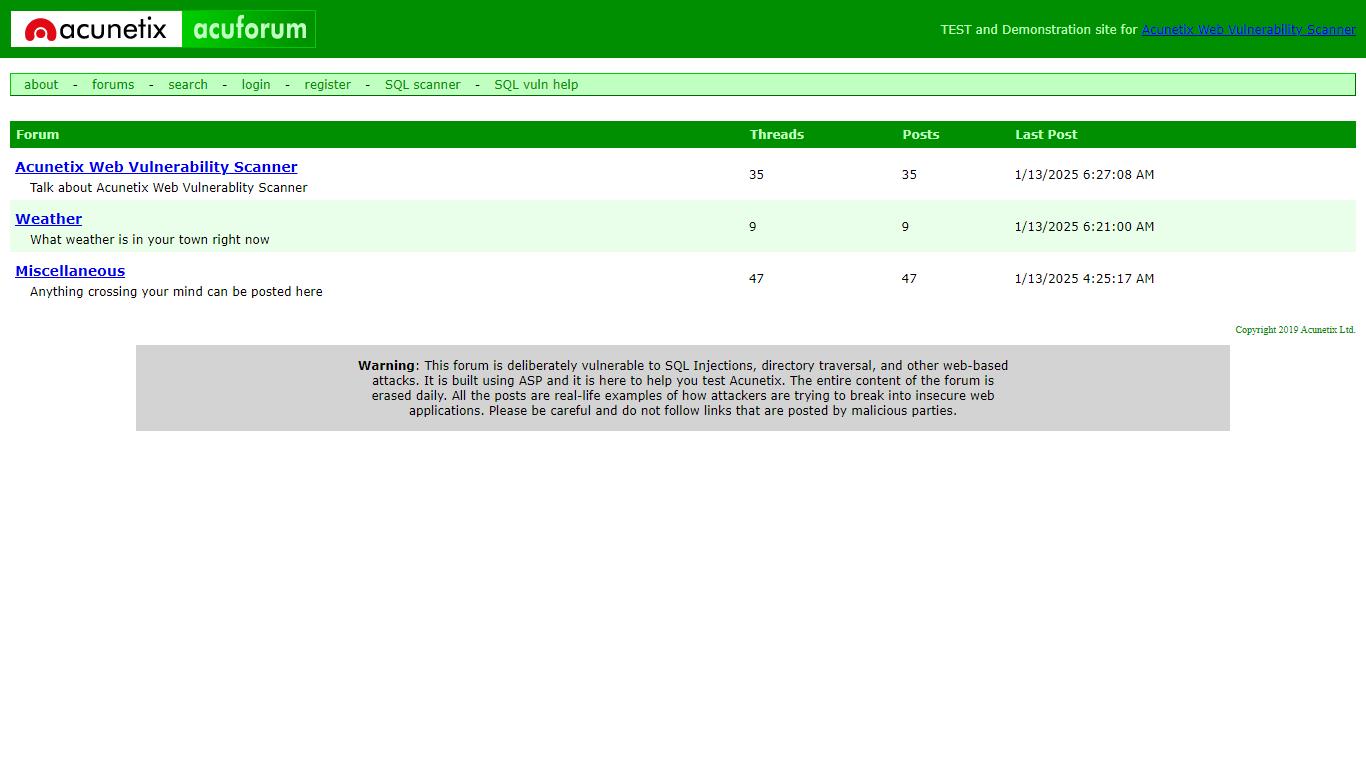 acunetix acuforum
TEST and Demonstration site for Acunetix Web Vulnerability Scanner
about - forums - search - login - register - SQL scanner - SQL vuln help
Forum Threads Posts Last Post
Acunetix Web Vulnerability Scanner
Talk about Acunetix Web Vulnerablity Scanner
35 35 1/13/2025 6:27:08 AM
Weather
What weather is in your town right now
9 9 1/13/2025 6:21:00 AM
Miscellaneous
Anything crossing your mind can be posted here
47 47 1/13/2025 4:25:17 AM
Copyright 2019 Acunetix Ltd.
Warning: This forum is deliberately vulnerable to SQL Injections, directory traversal, and other web-based
attacks. It is built using ASP and it is here to help you test Acunetix. The entire content of the forum is
erased daily. All the posts are real-life examples of how attackers are trying to break into insecure web
applications. Please be careful and do not follow links that are posted by malicious parties.